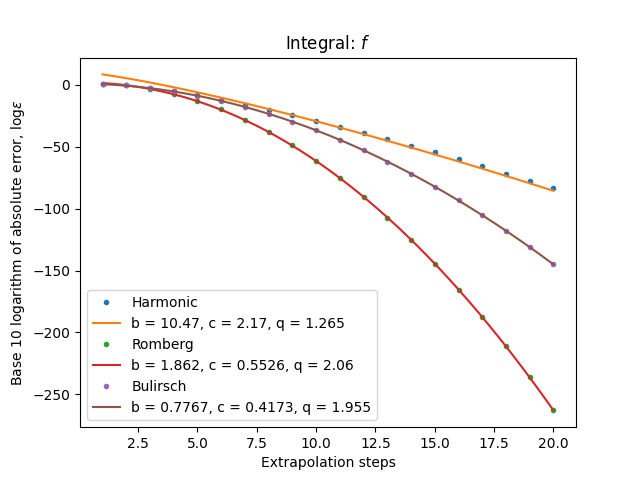 Integral: f
Base 10 logarithm of absolute error, logε
0
−50
−100
−150
−200
−250
Harmonic
b = 10.47, c = 2.17, q = 1.265
Romberg
b = 1.862, c = 0.5526, q = 2.06
Bulirsch
b = 0.7767, c = 0.4173, q = 1.955
2.5 5.0 7.5 10.0 12.5 15.0 17.5 20.0
Extrapolation steps